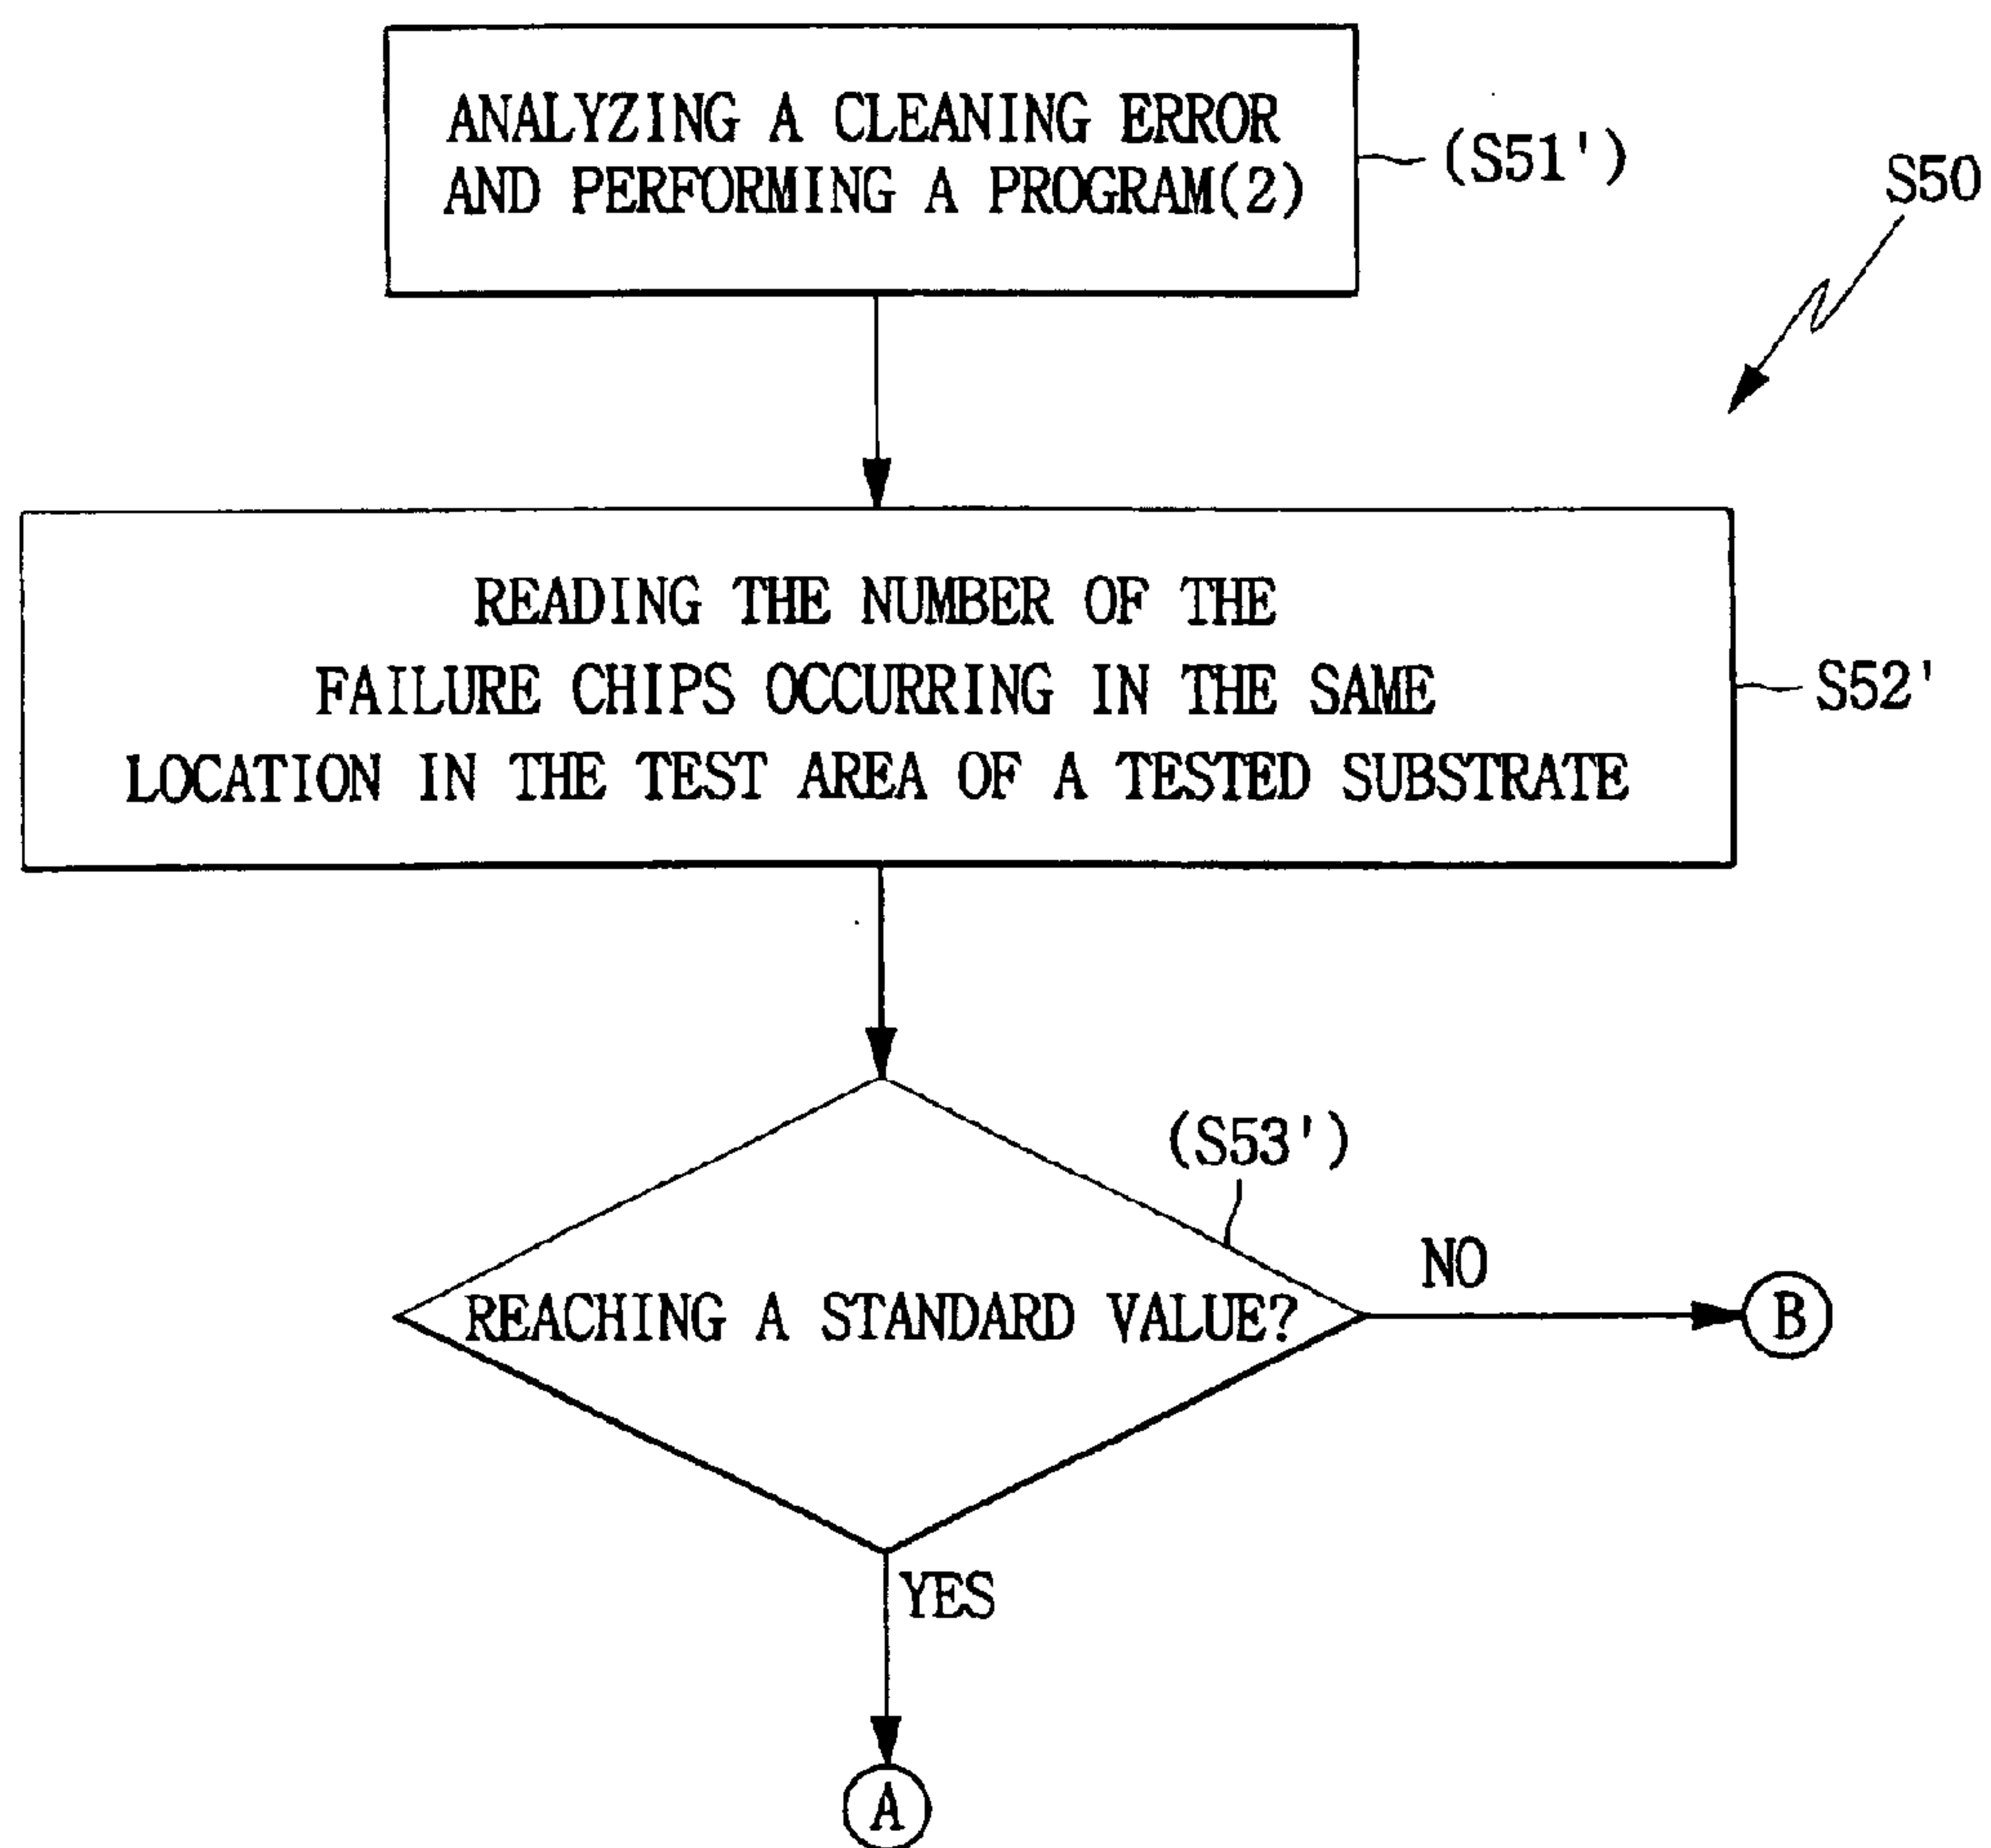 ANALYZING A CLEANING ERROR
AND PERFORMING A PROGRAM(2)
(S51')
S50
READING THE NUMBER OF THE
FAILURE CHIPS OCCURRING IN THE SAME
LOCATION IN THE TEST AREA OF A TESTED SUBSTRATE
S52'
(S53')
REACHING A STANDARD VALUE?
NO
B
YES
A